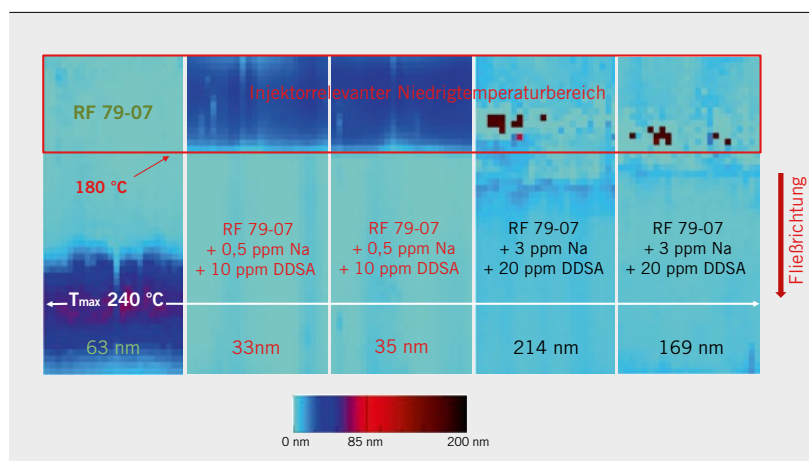 Injektorrelevanter Niedrigtemperaturbereich
RF 79-07
180 °C
RF 79-07
+ 0,5 ppm Na
+ 10 ppm DDSA
RF 79-07
+ 0,5 ppm Na
+ 10 ppm DDSA
RF 79-07
+ 3 ppm Na
+ 20 ppm DDSA
RF 79-07
+ 3 ppm Na
+ 20 ppm DDSA
Fließrichtung
Tmax 240 °C
63 nm
33nm
35 nm
214 nm
169 nm
0 nm
85 nm
200 nm